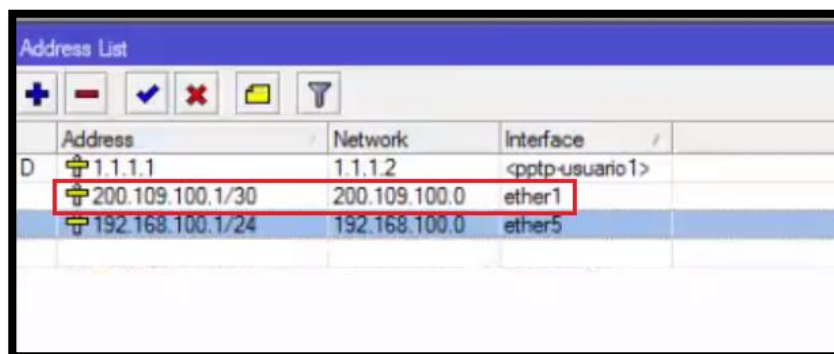 Address List
Address Network Interface
D 1.1.1.1 1.1.1.2 <pptp-usuario1>
200.109.100.1/30 200.109.100.0 ether1
192.168.100.1/24 192.168.100.0 ether5